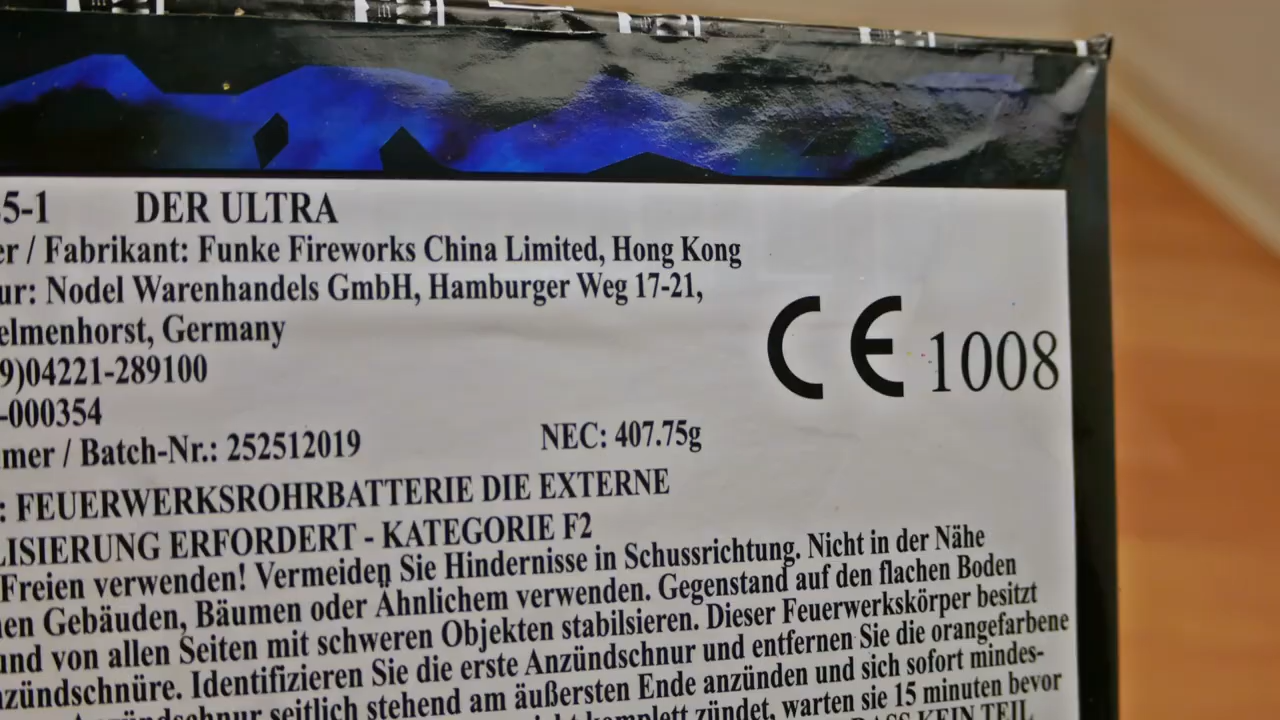 5-1 DER ULTRA
er / Fabrikant: Funke Fireworks China Limited, Hong Kong
ur: Nodel Warenhandels GmbH, Hamburger Weg 17-21,
elmenhorst, Germany
9)04221-289100
-000354
CE 1008
mer / Batch-Nr.: 252512019 NEC: 407.75g
: FEUERWERKSROHRBATTERIE DIE EXTERNE
LISIERUNG ERFORDERT - KATEGORIE F2
Freien verwenden! Vermeiden Sie Hindernisse in Schussrichtung. Nicht in der Nähe
en Gebäuden, Bäumen oder Ähnlichem verwenden. Gegenstand auf den flachen Boden
und von allen Seiten mit schweren Objekten stabilsieren. Dieser Feuerwerkskörper besitzt
nzündschnüre. Identifizieren Sie die erste Anzündschnur und entfernen Sie die orangefarbene
seitlich stehend am äußersten Ende anzünden und sich sofort mindes-
komplett zündet, warten sie 15 minuten bevor
KEIN TEIL